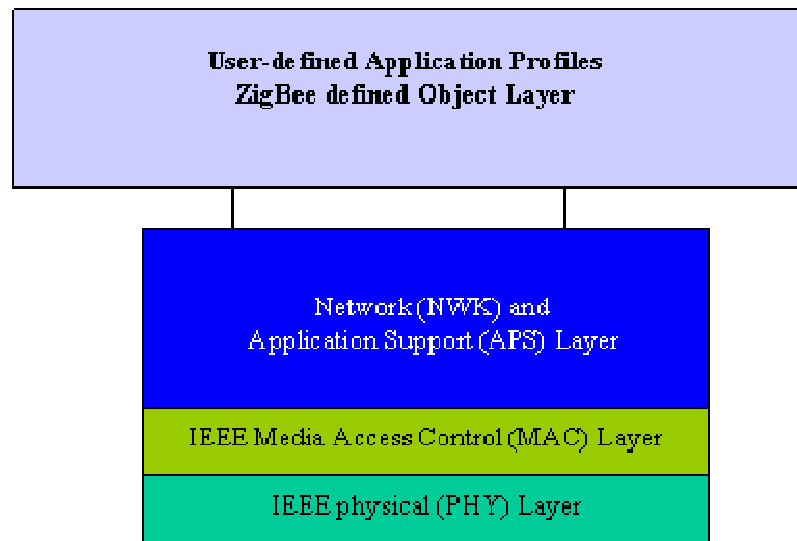 User-defined Application Profiles
ZigBee defined Object Layer
Network (NWK) and
Application Support (APS) Layer
IEEE Media Access Control (MAC) Layer
IEEE physical (PHY) Layer